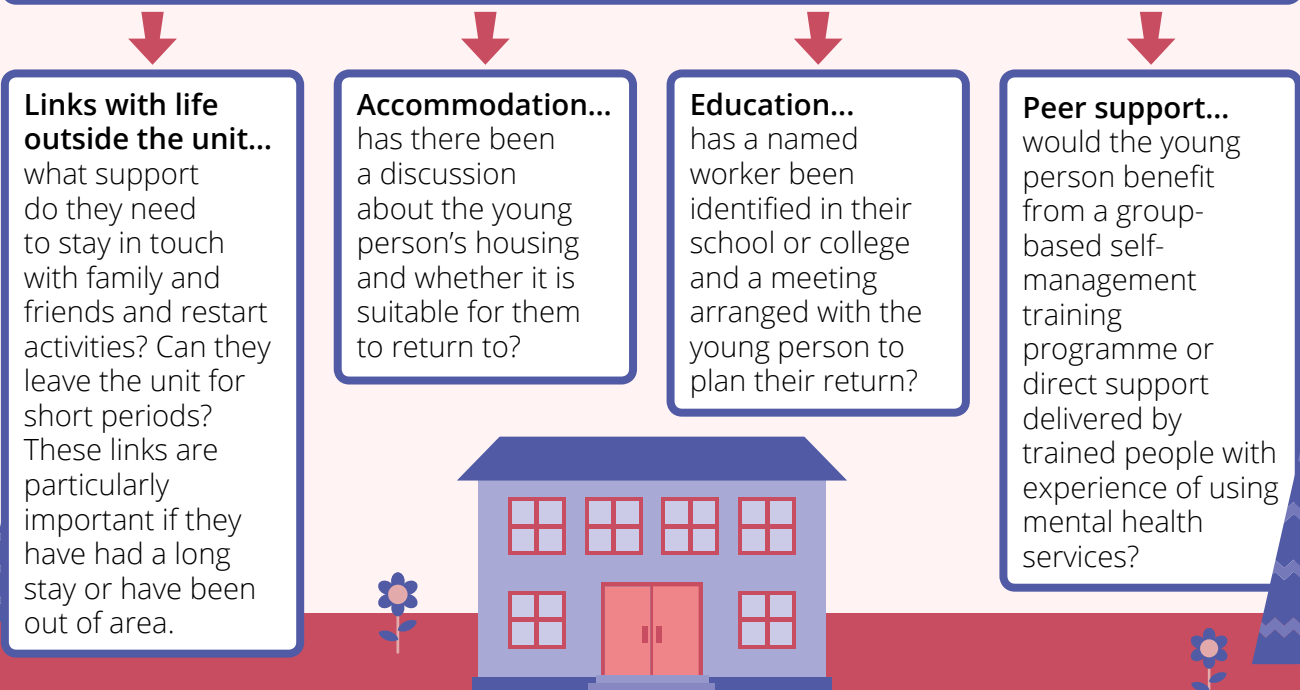 Links with life
outside the unit...
what support
do they need
to stay in touch
with family and
friends and restart
activities? Can they
leave the unit for
short periods?
These links are
particularly
important if they
have had a long
stay or have been
out of area.
Accommodation...
has there been
a discussion
about the young
person’s housing
and whether it is
suitable for them
to return to?
Education...
has a named
worker been
identified in their
school or college
and a meeting
arranged with the
young person to
plan their return?
Peer support...
would the young
person benefit
from a group-
based self-
management
training
programme or
direct support
delivered by
trained people with
experience of using
mental health
services?